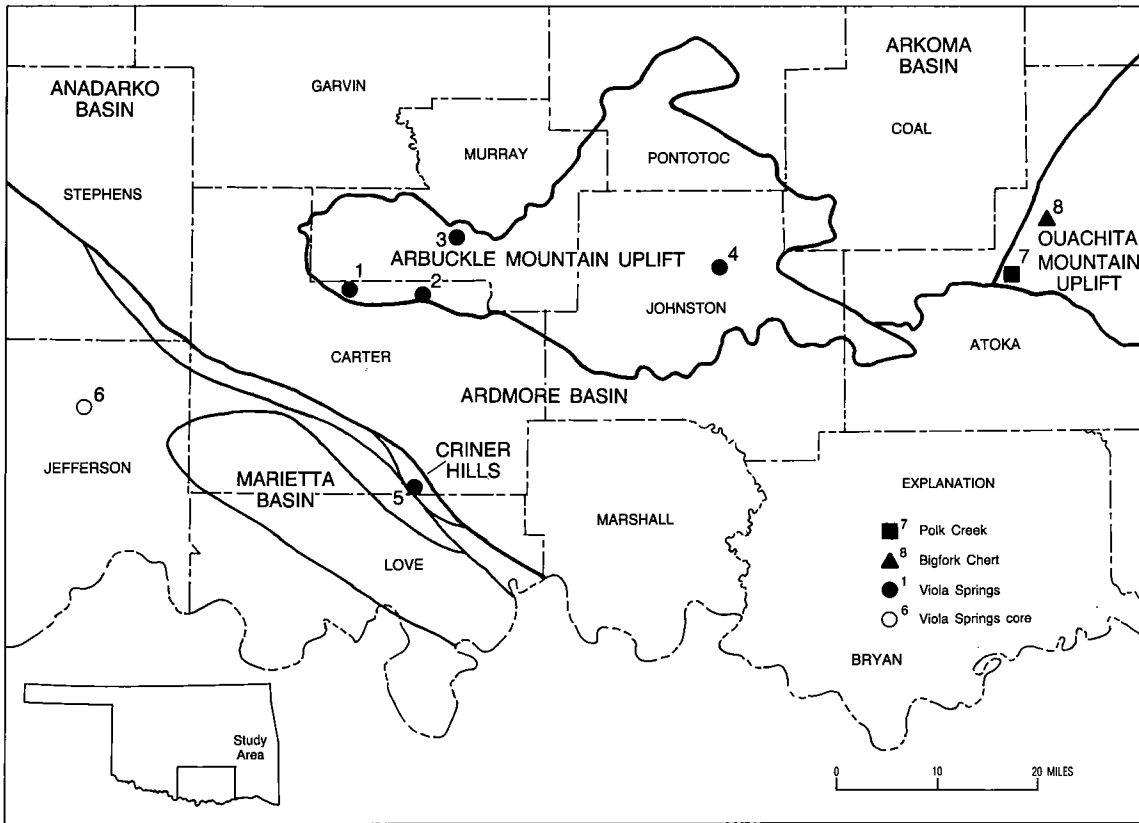 ANADARKO
BASIN
GARVIN
ARKOMA
BASIN
COAL
MURRAY
PONTOTOC
STEPHENS
3
ARBUCKLE MOUNTAIN UPLIFT
4
8
OUACHITA
7 MOUNTAIN
UPLIFT
1
2
JOHNSTON
ATOKA
CARTER
ARDMORE BASIN
6
JEFFERSON
CRINER
HILLS
MARIETTA
BASIN
5
MARSHALL
LOVE
EXPLANATION
7 Polk Creek
8 Bigfork Chert
1 Viola Springs
6 Viola Springs core
BRYAN
Study
Area
0 10 20 MILES